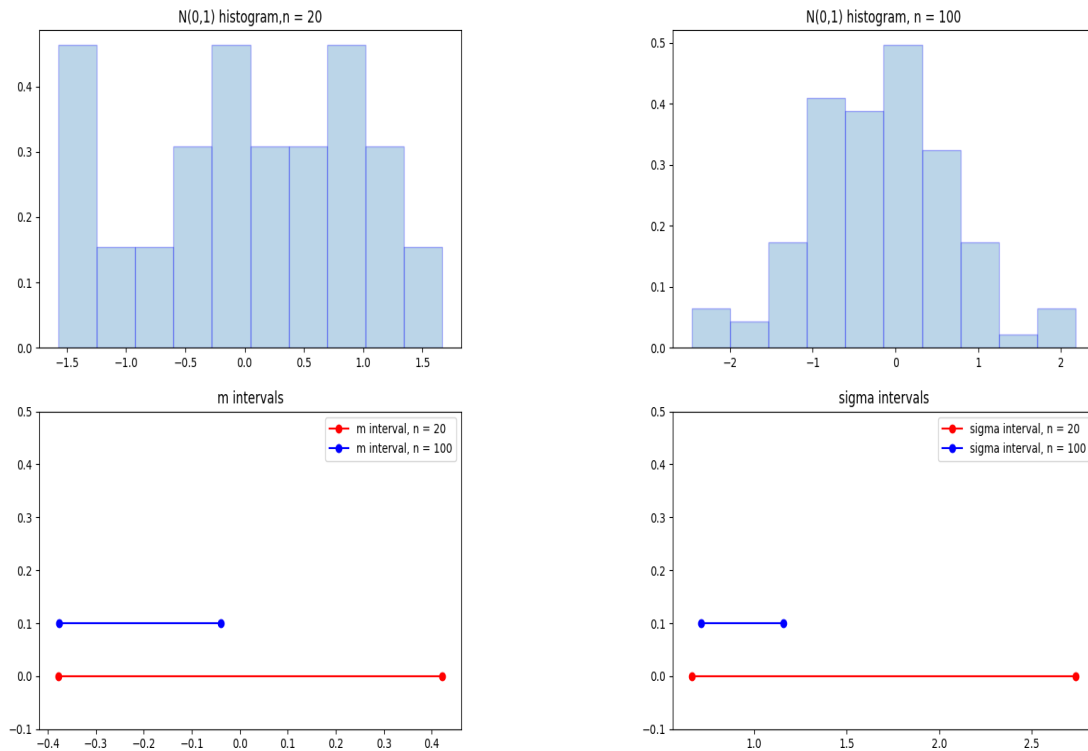 N(0,1) histogram,n = 20
0.4
0.3
0.2
0.1
0.0
−1.5 −1.0 −0.5 0.0 0.5 1.0 1.5
N(0,1) histogram, n = 100
0.5
0.4
0.3
0.2
0.1
0.0
−2 −1 0 1 2
m intervals
0.5
0.4
0.3
0.2
0.1
0.0
−0.1
m interval, n = 20
m interval, n = 100
−0.4 −0.3 −0.2 −0.1 0.0 0.1 0.2 0.3 0.4
sigma intervals
0.5
0.4
0.3
0.2
0.1
0.0
−0.1
sigma interval, n = 20
sigma interval, n = 100
1.0 1.5 2.0 2.5